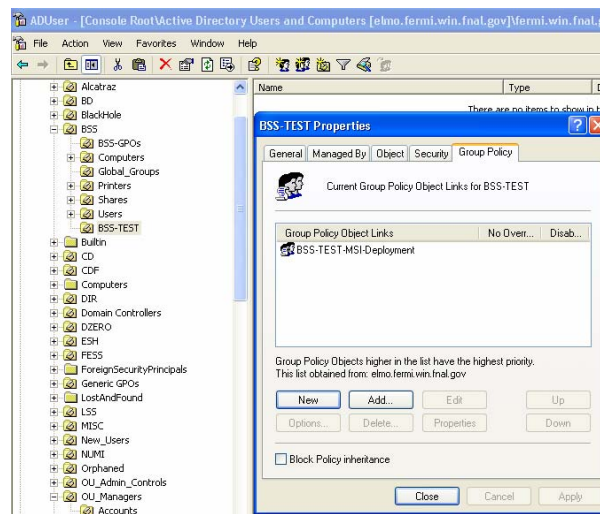 ADUser - [Console Root\Active Directory Users and Computers [elmo.fermi.win.fnal.gov]\fermi.win.fnal.g
File Action View Favorites Window Help
Alcatraz
BD
BlackHole
BSS
BSS-GPOs
Computers
Global_Groups
Printers
Shares
Users
BSS-TEST
Builtin
CD
CDF
Computers
DIR
Domain Controllers
DZERO
ESH
FESS
ForeignSecurityPrincipals
Generic GPOs
LostAndFound
LSS
MISC
New_Users
NUMI
Orphaned
OU_Admin_Controls
OU_Managers
Accounts
Name Type D
There are no items to show in t
BSS-TEST Properties
General Managed By Object Security Group Policy
Current Group Policy Object Links for BSS-TEST
Group Policy Object Links No Overr... Disab...
BSS-TEST-MSI-Deployment
Group Policy Objects higher in the list have the highest priority.
This list obtained from: elmo.fermi.win.fnal.gov
New Add... Edit Up
Options... Delete... Properties Down
Block Policy inheritance
Close Cancel Apply